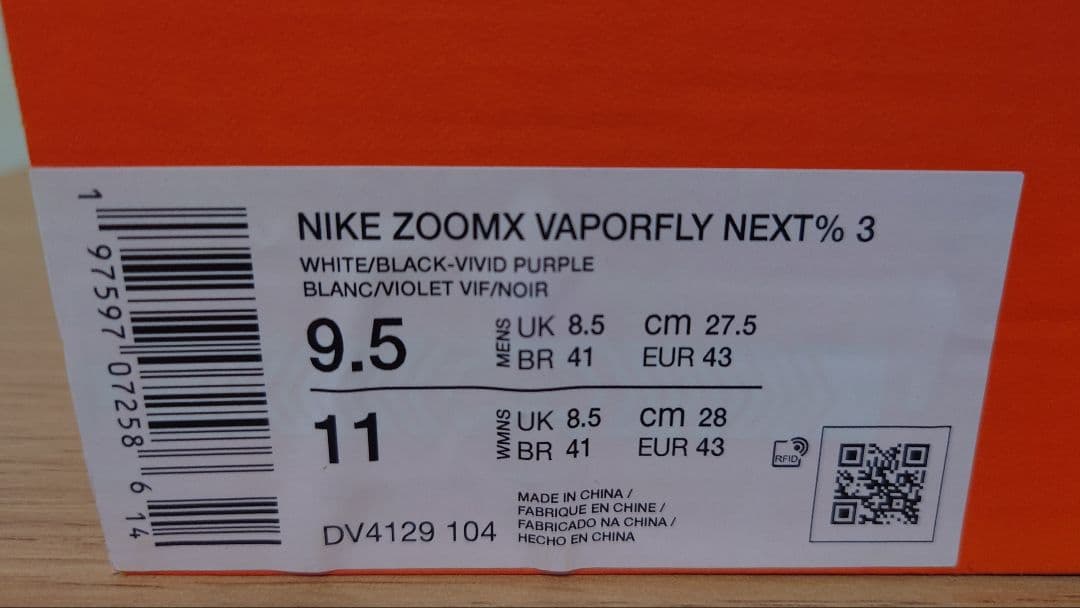 NIKE ZOOMX VAPORFLY NEXT% 3
WHITE/BLACK-VIVID PURPLE
BLANC/VIOLET VIF/NOIR
9.5 MENS UK 8.5 cm 27.5
BR 41 EUR 43
11 WMNS UK 8.5 cm 28
BR 41 EUR 43
RFID
MADE IN CHINA /
FABRIQUE EN CHINE /
FABRICADO NA CHINA /
HECHO EN CHINA
DV4129 104
1 97597 07258 6 14